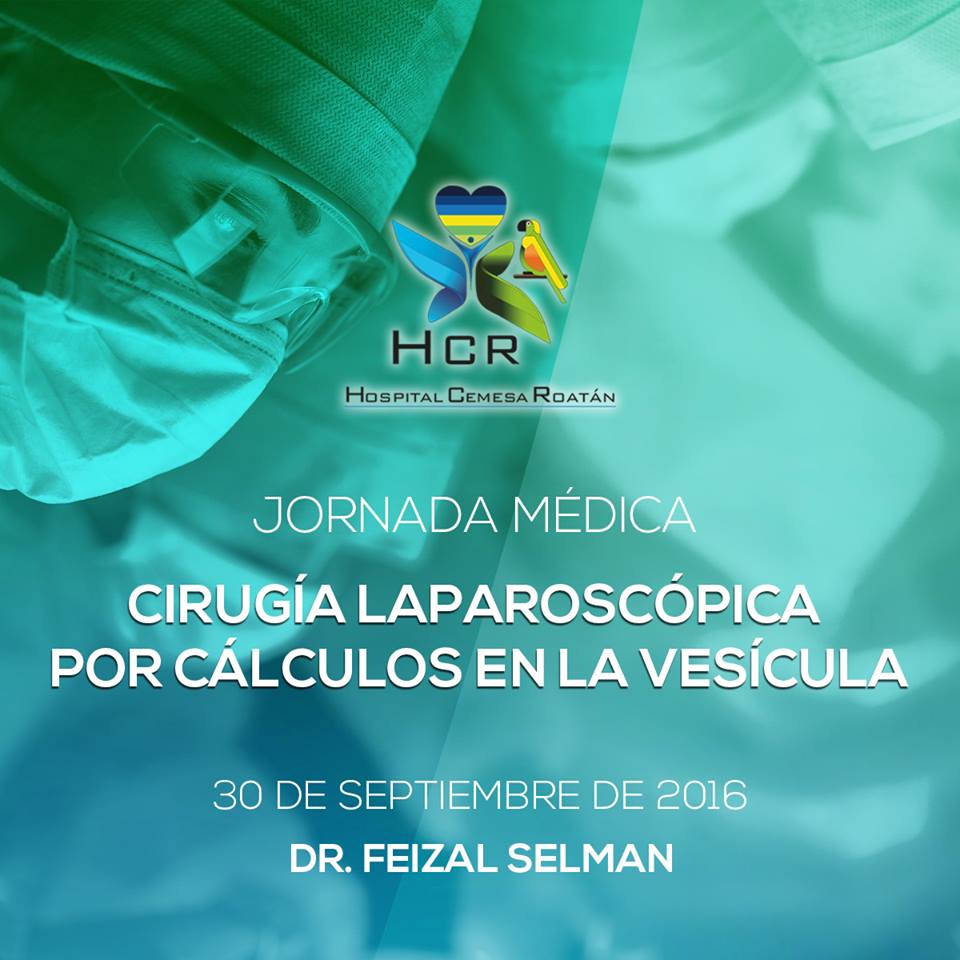 HCR
HOSPITAL CEMESA ROATÁN
JORNADA MÉDICA
CIRUGÍA LAPAROSCÓPICA
POR CÁLCULOS EN LA VESÍCULA
30 DE SEPTIEMBRE DE 2016
DR. FEIZAL SELMAN